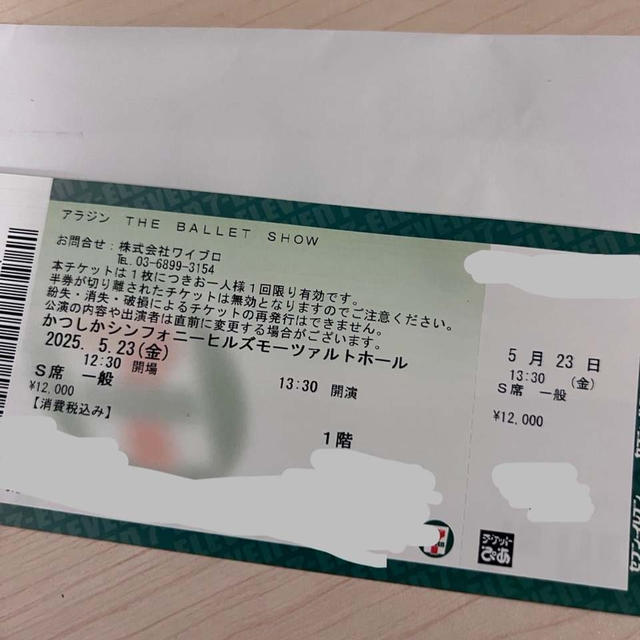 アラジン THE BALLET SHOW
お問合せ：株式会社ワイブロ
TEL 03-6899-3154
本チケットは１枚につきお一人様１回限り有効です。
半券が切り離されたチケットは無効となりますのでご注意ください。
紛失・消失・破損によるチケットの再発行はできません。
公演の内容や出演者は直前に変更する場合がございます。
かつしかシンフォニーヒルズモーツァルトホール
2025. 5.23(金)
12:30 開場
13:30 開演
Ｓ席 一般
¥12,000
【消費税込み】
１階
5 月 23 日
13:30 (金)
Ｓ席 一般
¥12,000
チケット
ぴあ